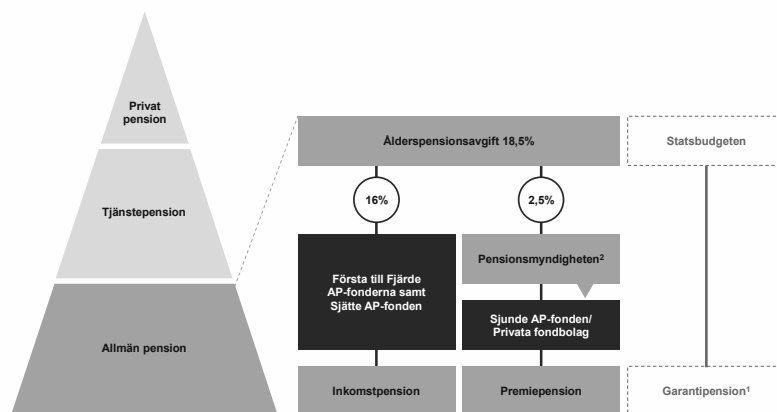 Privat
pension
Tjänstepension
Allmän pension
Ålderspensionsavgift 18,5%
Statsbudgeten
16%
2,5%
Första till Fjärde
AP-fonderna samt
Sjätte AP-fonden
Pensionsmyndigheten²
Sjunde AP-fonden/
Privata fondbolag
Inkomstpension
Premiepension
Garantipension¹